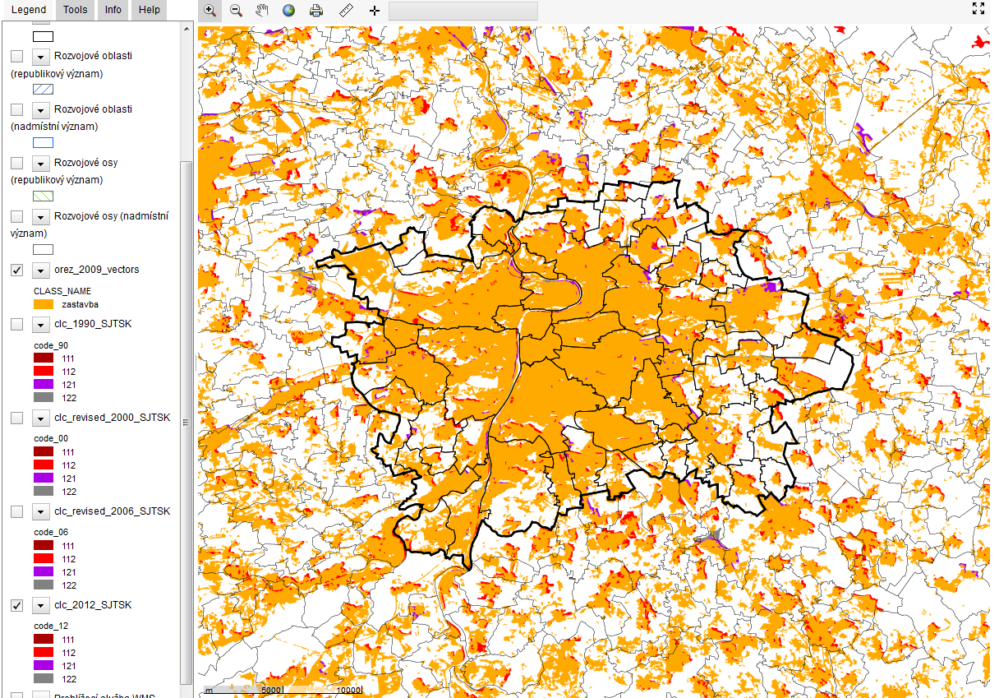 Legend Tools Info Help
Rozvojové oblasti
(republikový význam)
Rozvojové oblasti
(nadmístní význam)
Rozvojové osy
(republikový význam)
Rozvojové osy (nadmístní
význam)
orez_2009_vectors
CLASS_NAME
zastavba
clc_1990_SJTSK
code_90
111
112
121
122
clc_revised_2000_SJTSK
code_00
111
112
121
122
clc_revised_2006_SJTSK
code_06
111
112
121
122
clc_2012_SJTSK
code_12
111
112
121
122
Prohlížecí služba WMS
m 5000 10000